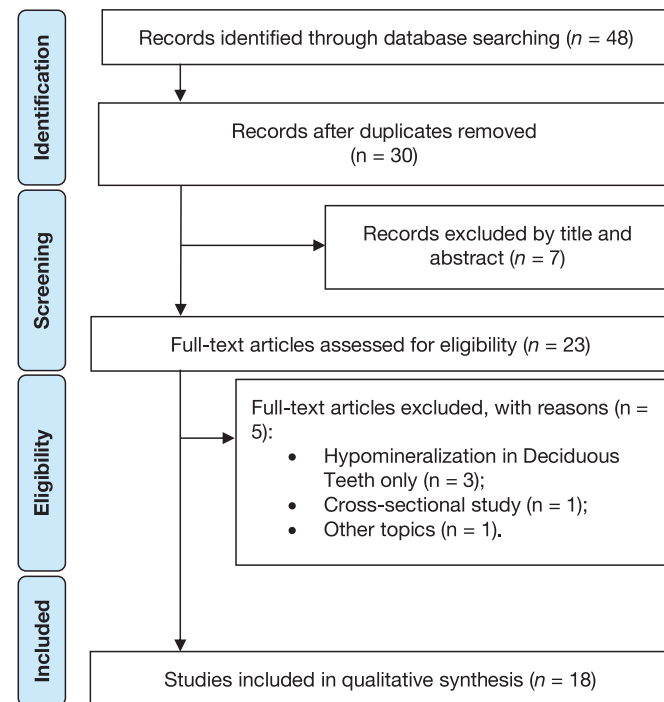 Identification
Records identified through database searching (n = 48)
Records after duplicates removed
(n = 30)
Screening
Records excluded by title and
abstract (n = 7)
Full-text articles assessed for eligibility (n = 23)
Eligibility
Full-text articles excluded, with reasons (n =
5):
• Hypomineralization in Deciduous
Teeth only (n = 3);
• Cross-sectional study (n = 1);
• Other topics (n = 1).
Included
Studies included in qualitative synthesis (n = 18)